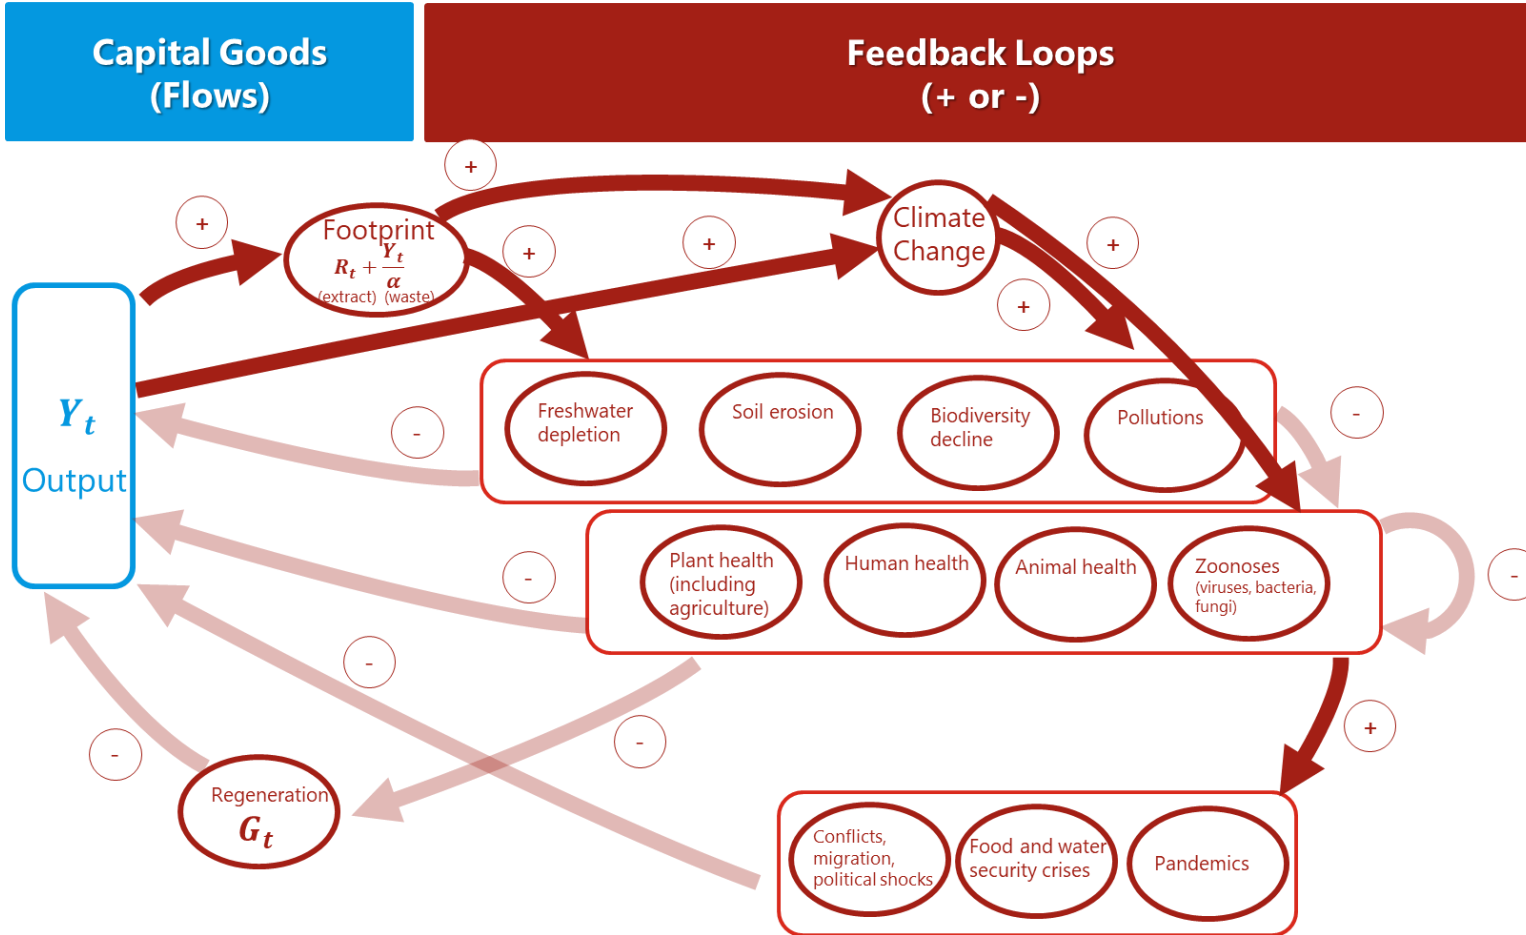 Capital Goods
(Flows)
Feedback Loops
(+ or -)
+
+
Footprint
R_t + Y_t/α
(extract) (waste)
+
+
Climate
Change
+
+
Y_t
Output
-
Freshwater
depletion
Soil erosion
Biodiversity
decline
Pollutions
-
-
Plant health
(including
agriculture)
Human health
Animal health
Zoonoses
(viruses, bacteria,
fungi)
-
-
-
-
+
Regeneration
G_t
Conflicts,
migration,
political shocks
Food and water
security crises
Pandemics